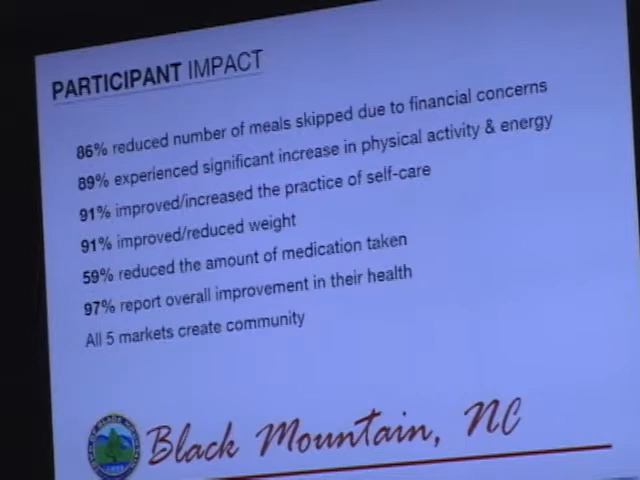 PARTICIPANT IMPACT
86% reduced number of meals skipped due to financial concerns
89% experienced significant increase in physical activity & energy
91% improved/increased the practice of self-care
91% improved/reduced weight
59% reduced the amount of medication taken
97% report overall improvement in their health
All 5 markets create community
Black Mountain, NC